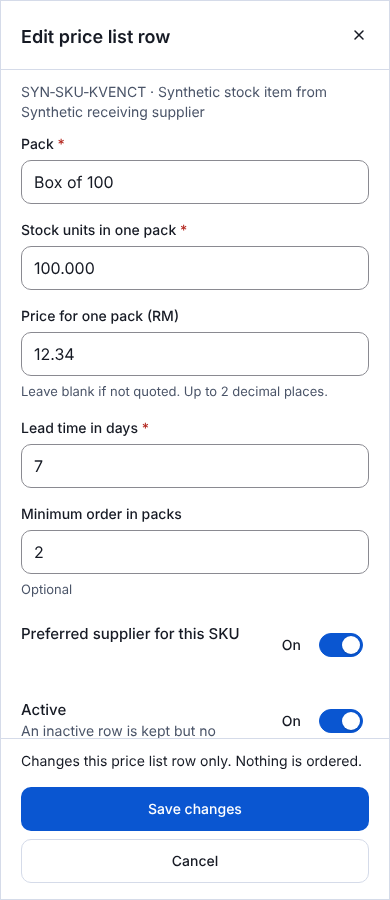 Edit price list row
SYN-SKU-KVENCT · Synthetic stock item from
Synthetic receiving supplier
Pack *
Box of 100
Stock units in one pack *
100.000
Price for one pack (RM)
12.34
Leave blank if not quoted. Up to 2 decimal places.
Lead time in days *
7
Minimum order in packs
2
Optional
Preferred supplier for this SKU
On
Active
On
An inactive row is kept but no
Changes this price list row only. Nothing is ordered.
Save changes
Cancel